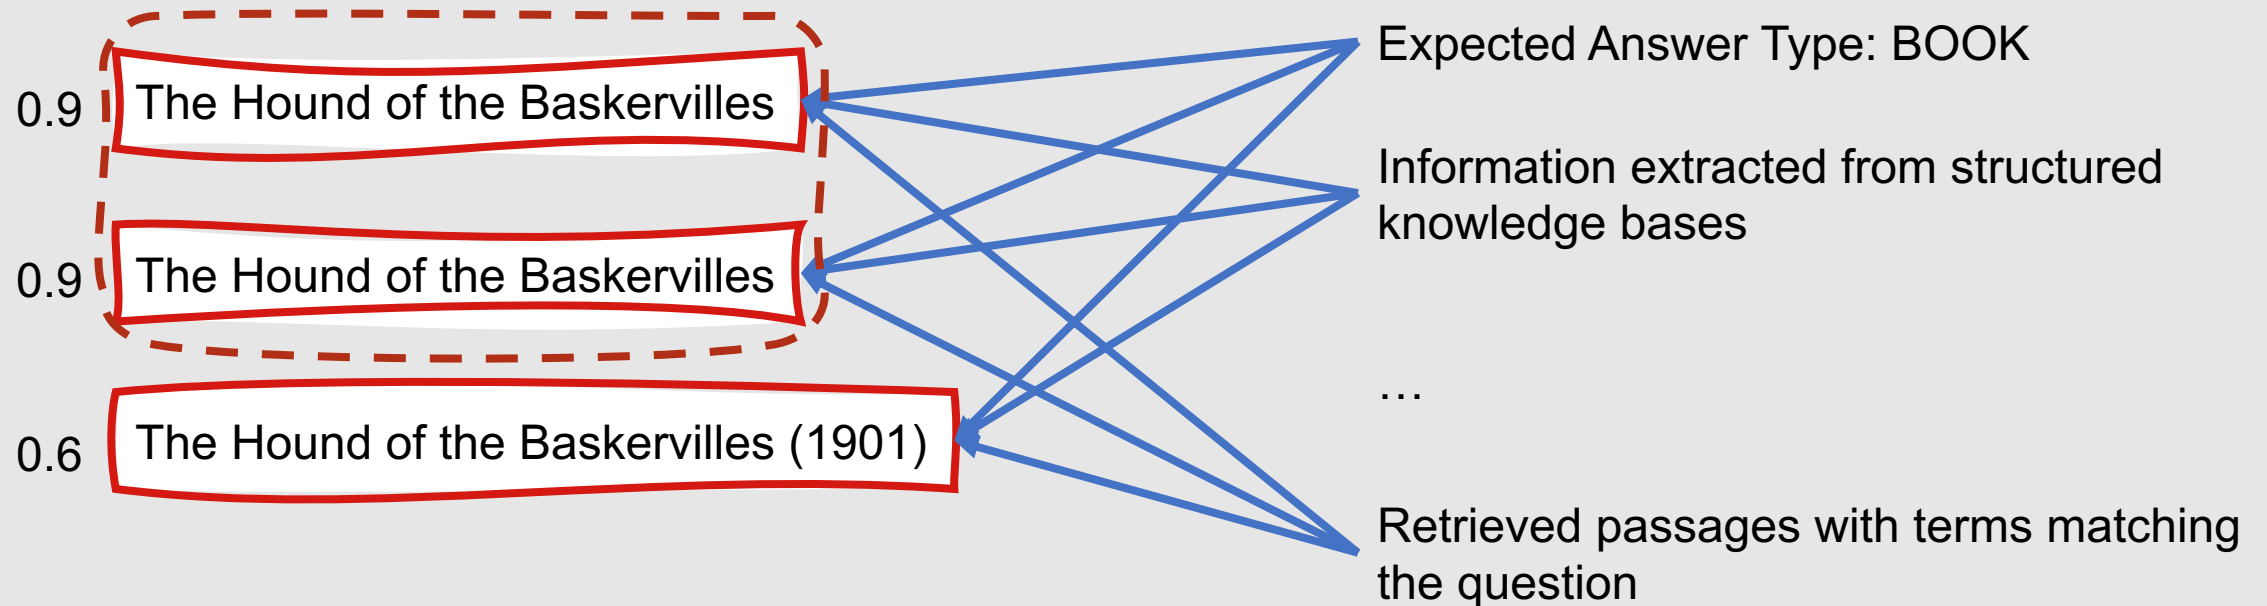 0.9
The Hound of the Baskervilles
0.9
The Hound of the Baskervilles
0.6
The Hound of the Baskervilles (1901)
Expected Answer Type: BOOK
Information extracted from structured
knowledge bases
…
Retrieved passages with terms matching
the question